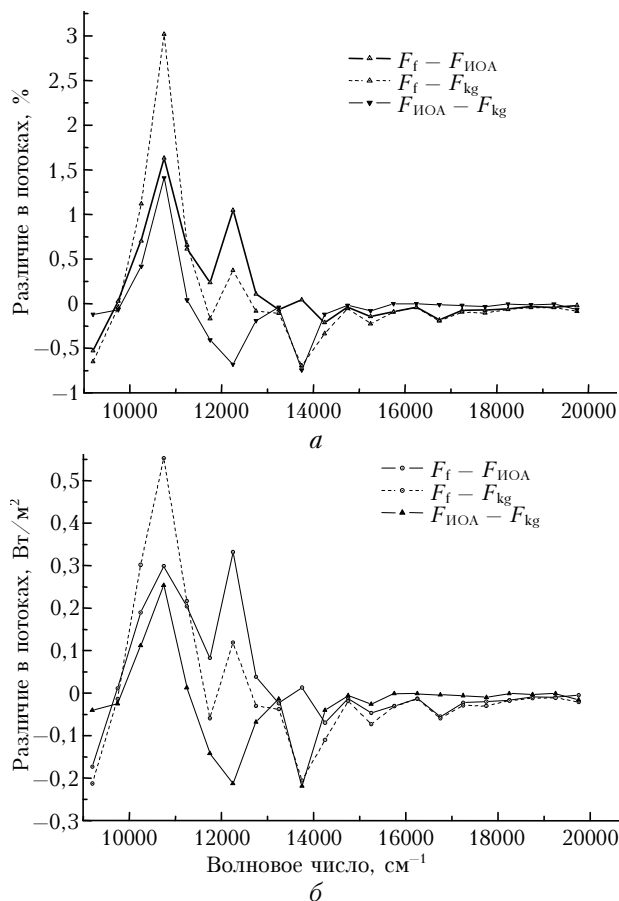 3
2,5
2
1,5
1
0,5
0
−0,5
−1
Различие в потоках, %
F_f − F_ИОА
F_f − F_kg
F_ИОА − F_kg
10000 12000 14000 16000 18000 20000
а
0,5
0,4
0,3
0,2
0,1
0
−0,1
−0,2
−0,3
Различие в потоках, Вт/м²
F_f − F_ИОА
F_f − F_kg
F_ИОА − F_kg
10000 12000 14000 16000 18000 20000
Волновое число, см⁻¹
б